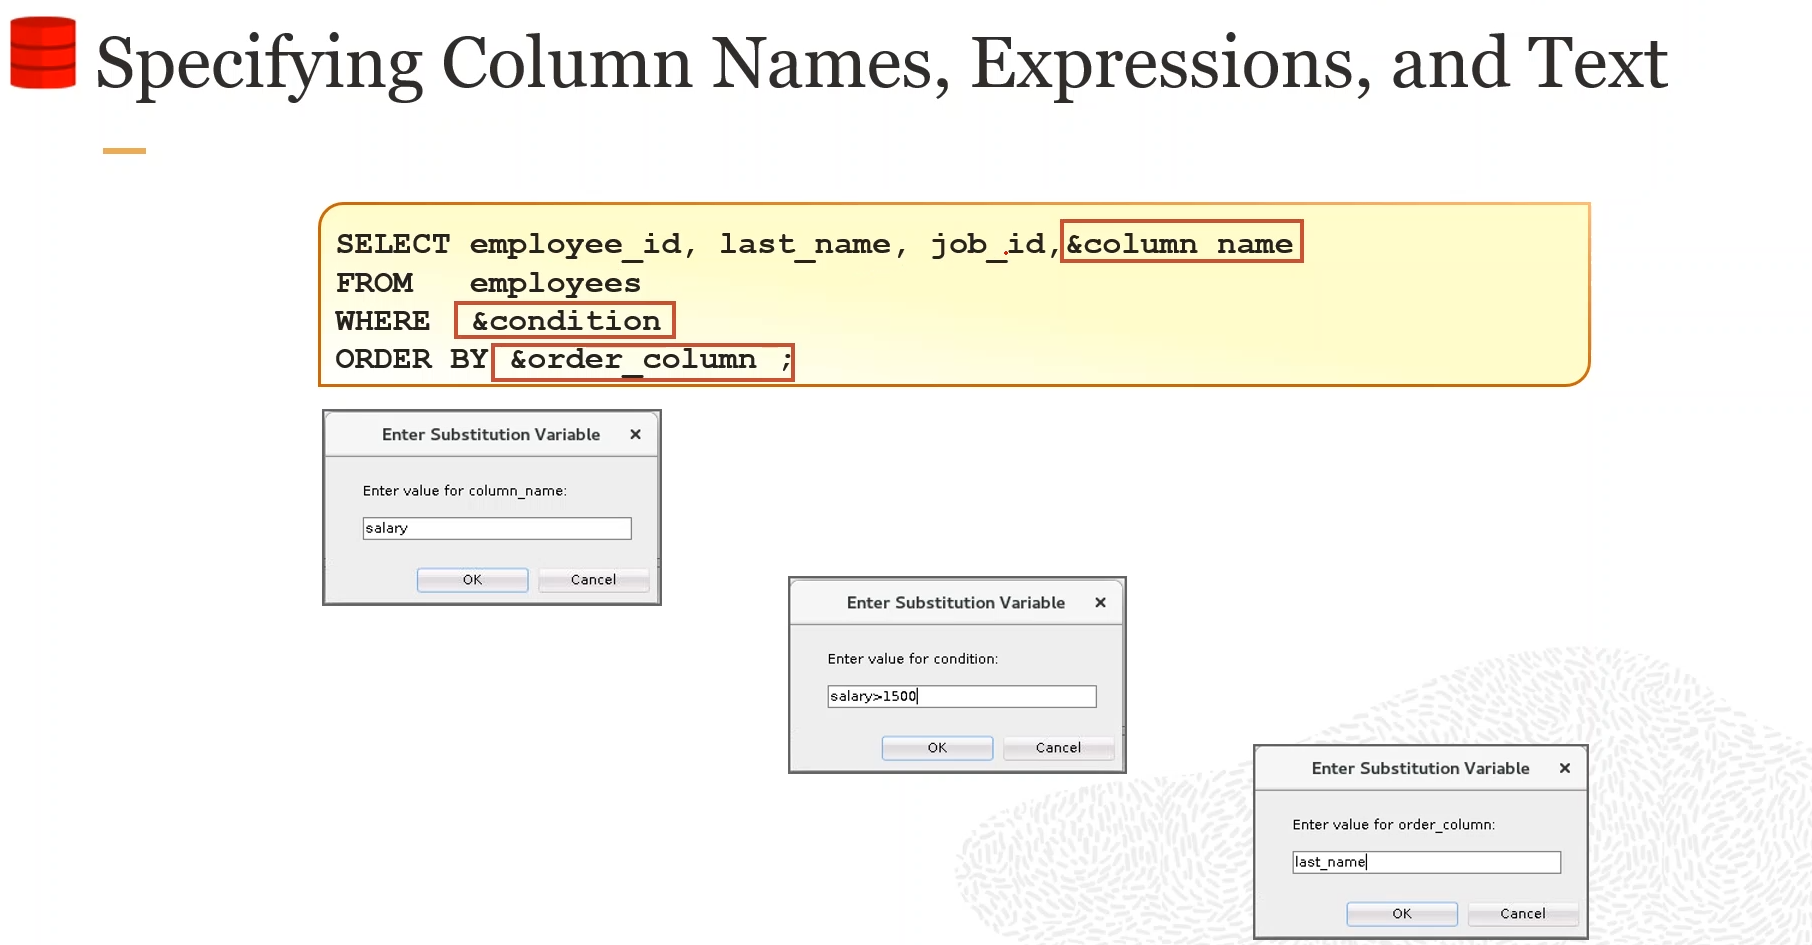 Specifying Column Names, Expressions, and Text
SELECT employee_id, last_name, job_id,&column name
FROM   employees
WHERE  &condition
ORDER BY &order_column ;
Enter Substitution Variable ×
Enter value for column_name:
salary
OK Cancel
Enter Substitution Variable ×
Enter value for condition:
salary>1500
OK Cancel
Enter Substitution Variable ×
Enter value for order_column:
last_name
OK Cancel